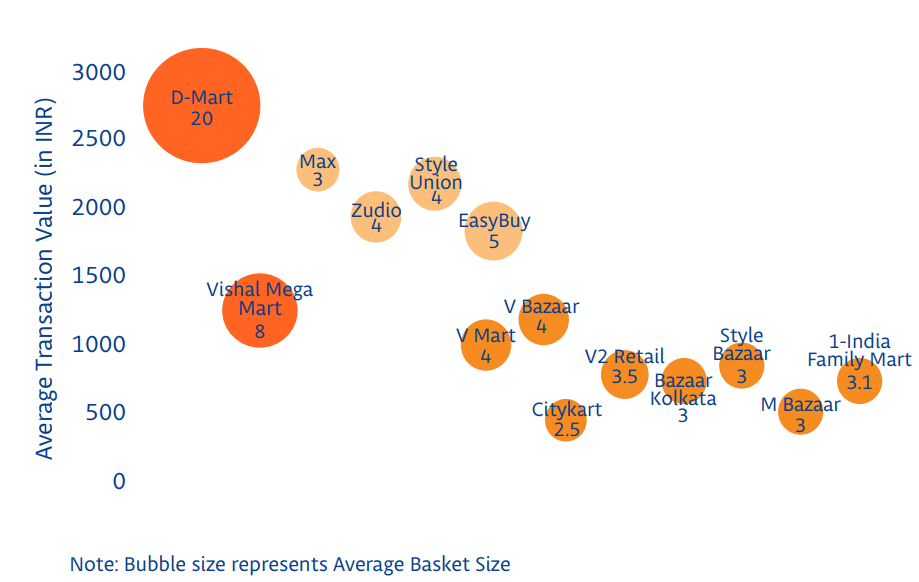 Average Transaction Value (in INR)
3000
2500
2000
1500
1000
500
0
D-Mart
20
Max
3
Style
Union
4
Zudio
4
EasyBuy
5
Vishal Mega
Mart
8
V Bazaar
4
V Mart
4
V2 Retail
3.5
Citykart
2.5
Bazaar
Kolkata
3
Style
Bazaar
3
M Bazaar
3
1-India
Family Mart
3.1
Note: Bubble size represents Average Basket Size